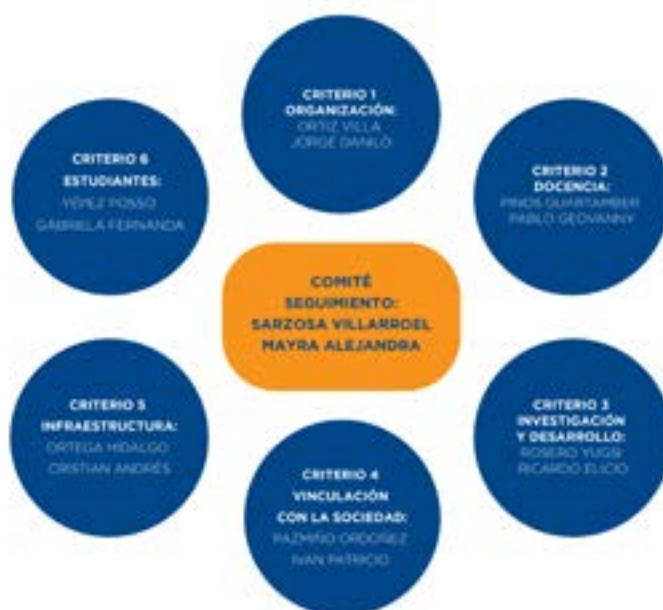 CRITERIO 1
ORGANIZACIÓN:
ORTIZ VILLA
JORGE DANILO
CRITERIO 2
DOCENCIA:
PINOS GUARTAMBER
PABLO GEOVANNY
CRITERIO 3
INVESTIGACIÓN
Y DESARROLLO:
ROSERO YUGSI
RICARDO ELICIO
CRITERIO 4
VINCULACIÓN
CON LA SOCIEDAD:
PAZMIÑO ORDOÑEZ
IVAN PATRICIO
CRITERIO 5
INFRAESTRUCTURA:
ORTEGA HIDALGO
CRISTIAN ANDRÉS
CRITERIO 6
ESTUDIANTES:
YÉPEZ POSSO
GABRIELA FERNANDA
COMITÉ
SEGUIMIENTO:
SARZOSA VILLARROEL
MAYRA ALEJANDRA